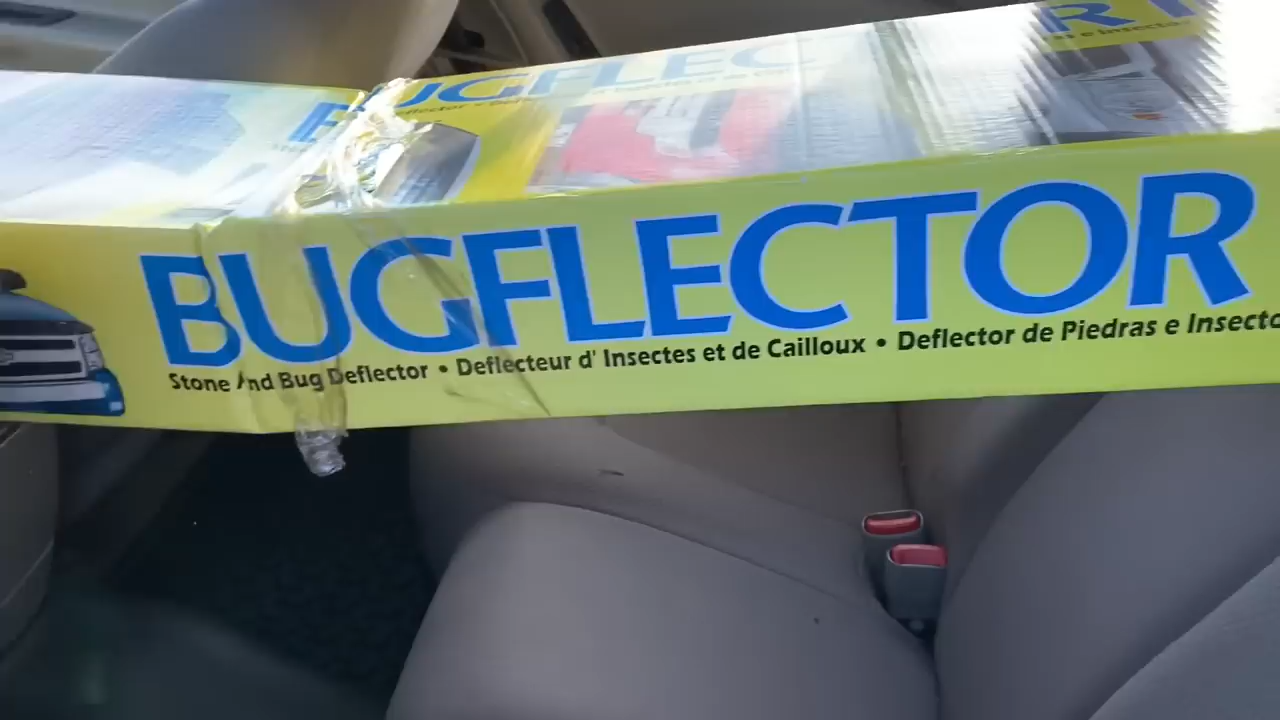 BUGFLEC
BUGFLECTOR
Stone And Bug Deflector • Deflecteur d' Insectes et de Cailloux • Deflector de Piedras e Insecto